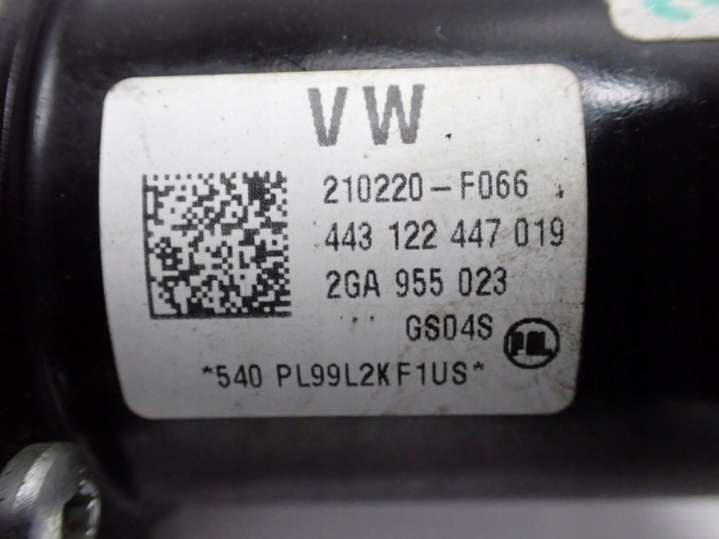 VW
210220-F066
443 122 447 019
2GA 955 023
GS04S
*540 PL99L2KF1US*